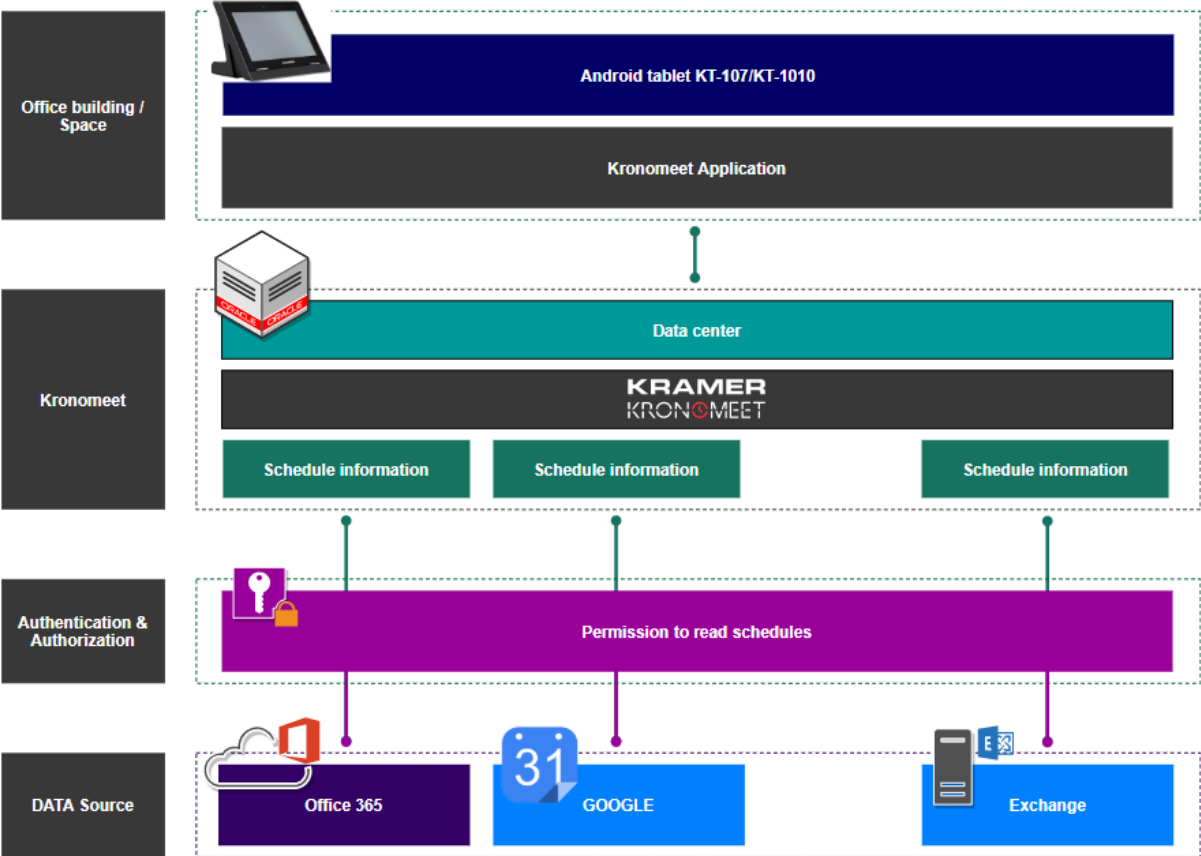 Office building /
Space
Android tablet KT-107/KT-1010
Kronomeet Application
Kronomeet
ORACLE ORACLE
Data center
KRAMER
KRONOMEET
Schedule information
Schedule information
Schedule information
Authentication &
Authorization
Permission to read schedules
DATA Source
Office 365
31
GOOGLE
E
Exchange